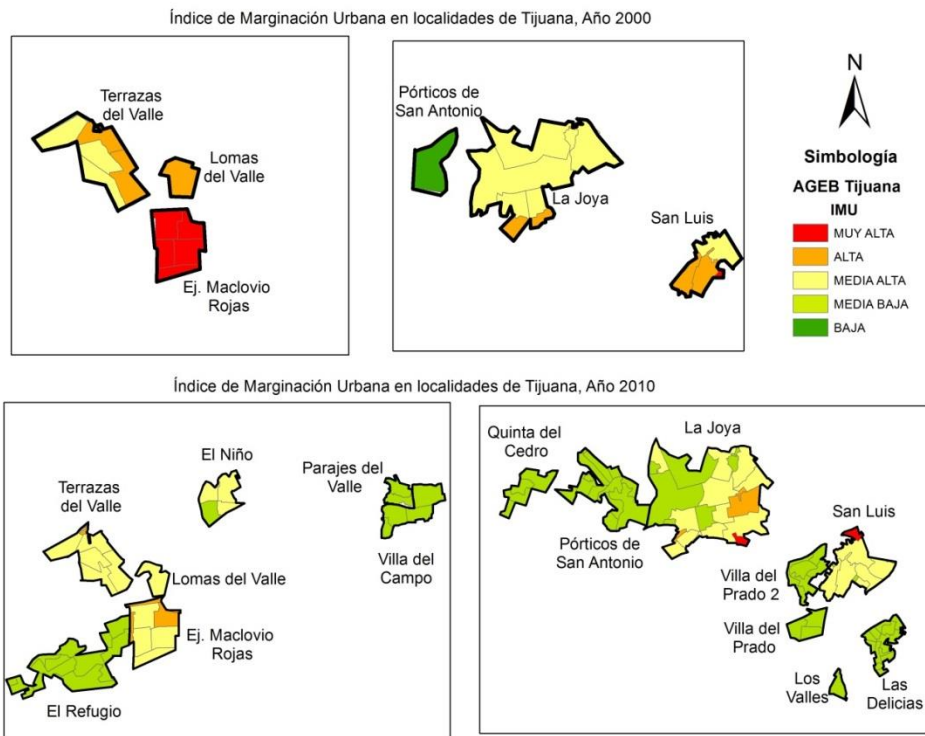 Índice de Marginación Urbana en localidades de Tijuana, Año 2000
Terrazas
del Valle
Lomas
del Valle
Ej. Maclovio
Rojas
Pórticos de
San Antonio
La Joya
San Luis
N
Simbología
AGEB Tijuana
IMU
MUY ALTA
ALTA
MEDIA ALTA
MEDIA BAJA
BAJA
Índice de Marginación Urbana en localidades de Tijuana, Año 2010
El Niño
Terrazas del
Valle
Parajes del
Valle
Lomas del Valle
Villa del
Campo
Ej. Maclovio
Rojas
El Refugio
Quinta del
Cedro
La Joya
Pórticos de
San Antonio
San Luis
Villa del
Prado 2
Villa del
Prado
Los
Valles
Las
Delicias